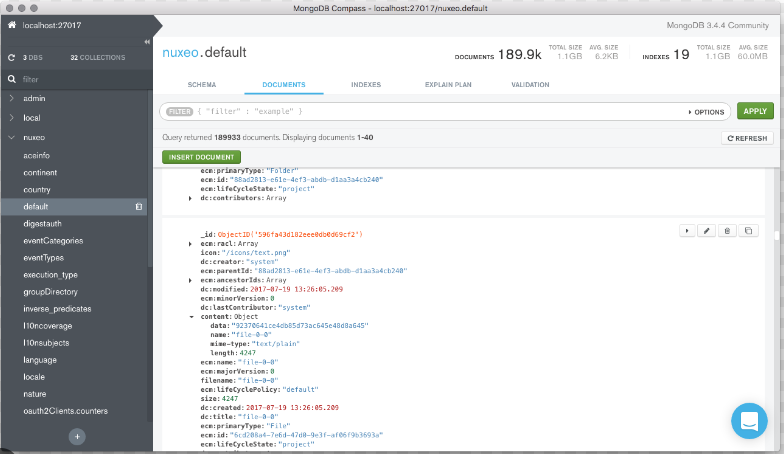 MongoDB Compass - localhost:27017/nuxeo.default
localhost:27017
MongoDB 3.4.4 Community
3 DBS 32 COLLECTIONS
filter
admin
local
nuxeo
aceinfo
continent
country
default
digestauth
eventCategories
eventTypes
execution_type
groupDirectory
inverse_predicates
l10ncoverage
l10nsubjects
language
locale
nature
oauth2Clients.counters
nuxeo.default
DOCUMENTS 189.9k TOTAL SIZE 1.1GB AVG. SIZE 6.2KB INDEXES 19 TOTAL SIZE 1.1GB AVG. SIZE 60.0MB
SCHEMA DOCUMENTS INDEXES EXPLAIN PLAN VALIDATION
FILTER { "filter" : "example" } OPTIONS APPLY
Query returned 189933 documents. Displaying documents 1-40 REFRESH
INSERT DOCUMENT
ecm:primaryType: "Folder"
ecm:id: "88ad2813-e61e-4ef3-abdb-d1aa3a4cb240"
ecm:lifeCycleState: "project"
dc:contributors: Array
_id: ObjectID("596fa43d182eee0db0d69cf2")
ecm:racl: Array
icon: "/icons/text.png"
dc:creator: "system"
ecm:parentId: "88ad2813-e61e-4ef3-abdb-d1aa3a4cb240"
ecm:ancestorIds: Array
dc:modified: 2017-07-19 13:26:05.209
ecm:minorVersion: 0
dc:lastContributor: "system"
content: Object
data: "92370641ce4db85d73ac645e48d8a645"
name: "file-0-0"
mime-type: "text/plain"
length: 4247
ecm:name: "file-0-0"
ecm:majorVersion: 0
filename: "file-0-0"
ecm:lifeCyclePolicy: "default"
size: 4247
dc:created: 2017-07-19 13:26:05.209
dc:title: "file-0-0"
ecm:primaryType: "File"
ecm:id: "6cd208a4-7e6d-47d0-9e3f-af06f9b3693a"
ecm:lifeCycleState: "project"